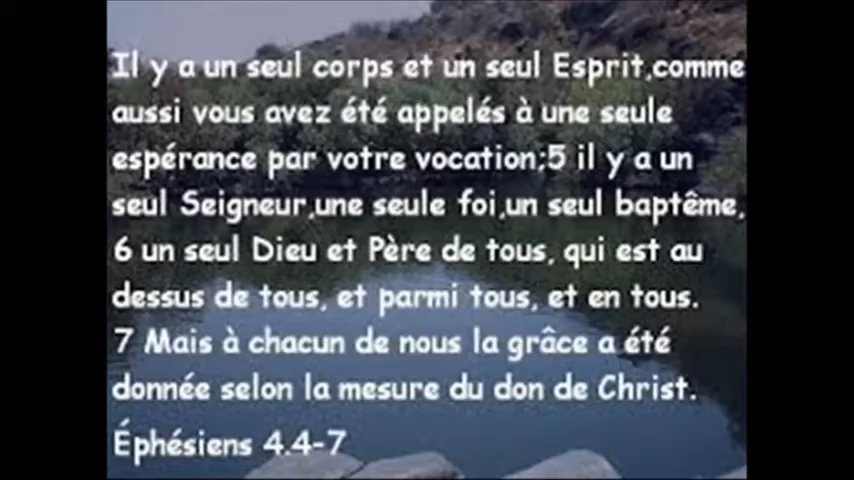 Il y a un seul corps et un seul Esprit,comme
aussi vous avez été appelés à une seule
espérance par votre vocation;5 il y a un
seul Seigneur,une seule foi,un seul baptême,
6 un seul Dieu et Père de tous, qui est au
dessus de tous, et parmi tous, et en tous.
7 Mais à chacun de nous la grâce a été
donnée selon la mesure du don de Christ.
Éphésiens 4.4-7